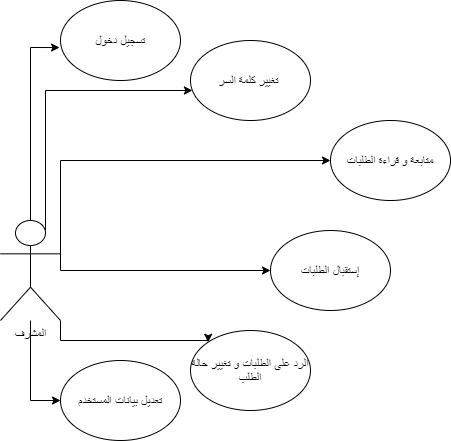 تسجيل دخول
تغيير كلمة السر
متابعة و قراءة الطلبات
إستقبال الطلبات
المشرف
الرد على الطلبات و تغيير حالة
الطلب
تعديل بيانات المستخدم